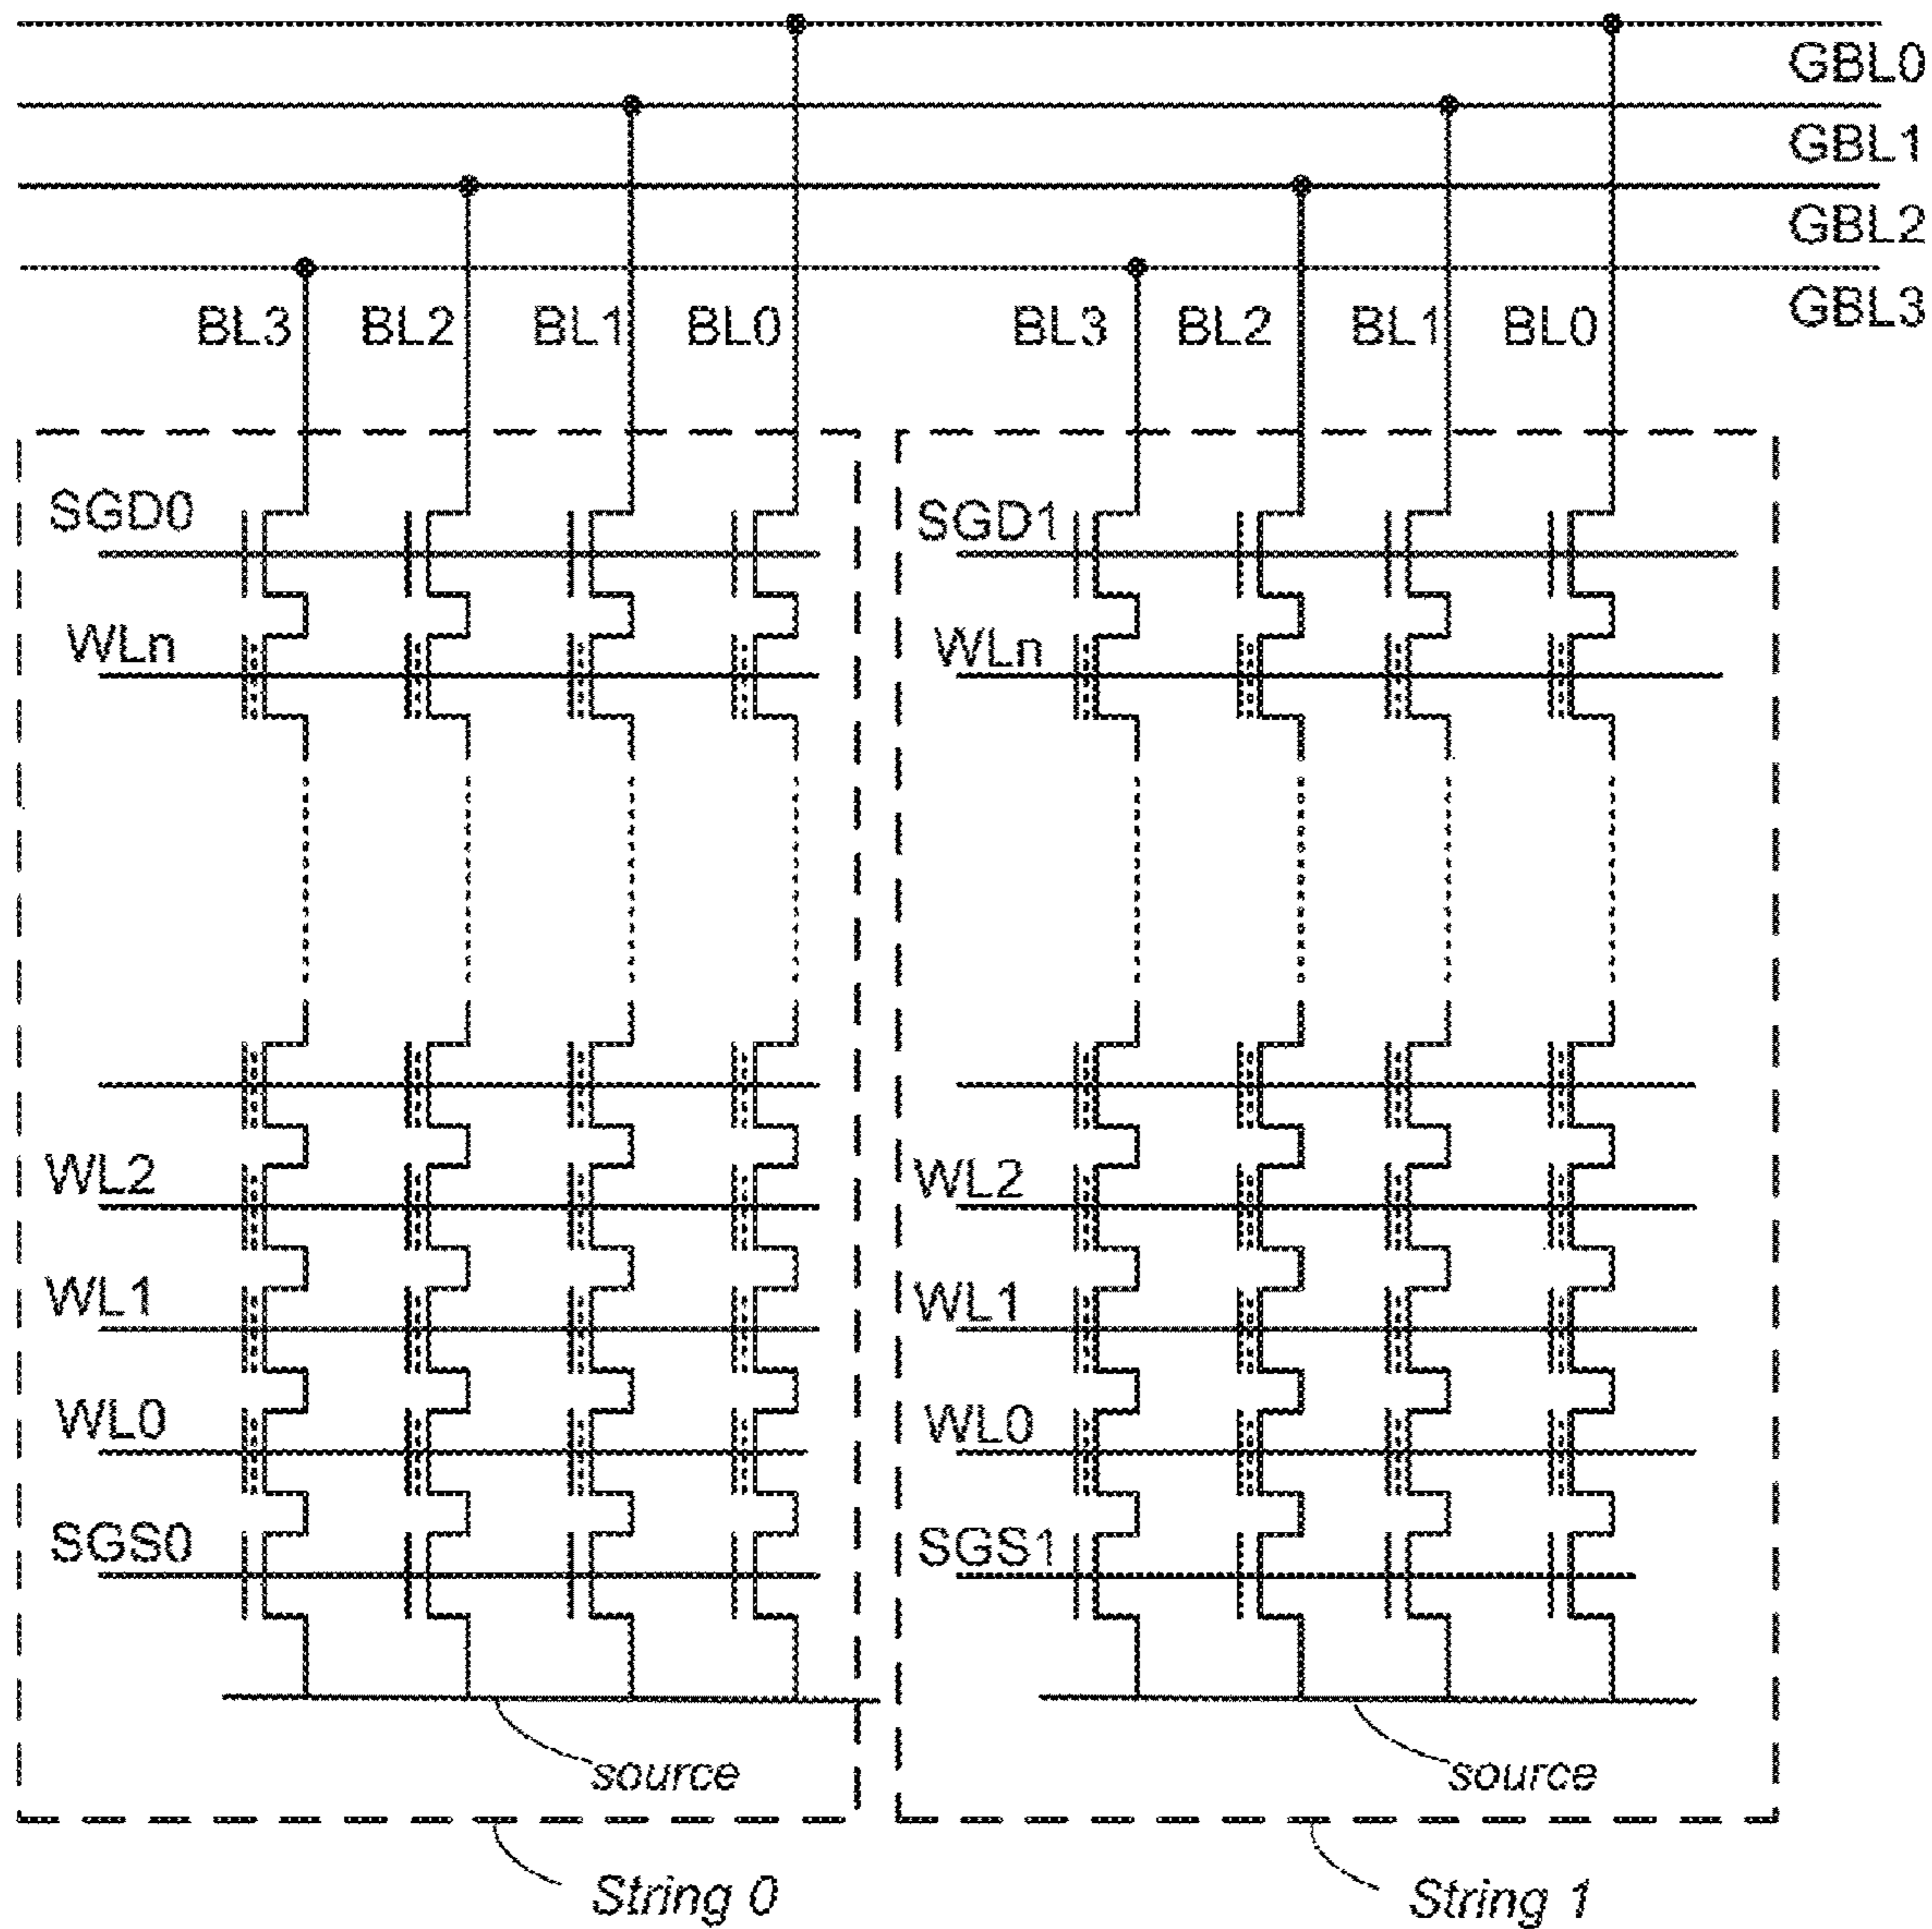 GBL0
GBL1
GBL2
GBL3
BL3 BL2 BL1 BL0 BL3 BL2 BL1 BL0
SGD0 SGD1
WLn WLn
WL2 WL2
WL1 WL1
WL0 WL0
SGS0 SGS1
source source
String 0 String 1